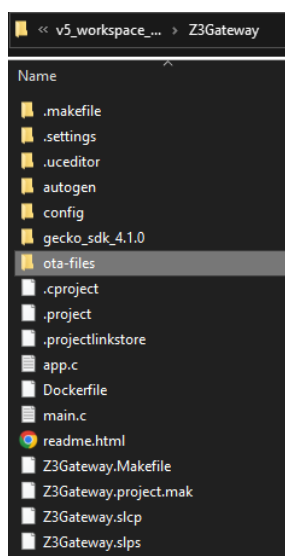 « v5_workspace_... > Z3Gateway
Name
.makefile
.settings
.uceditor
autogen
config
gecko_sdk_4.1.0
ota-files
.cproject
.project
.projectlinkstore
app.c
Dockerfile
main.c
readme.html
Z3Gateway.Makefile
Z3Gateway.project.mak
Z3Gateway.slcp
Z3Gateway.slps